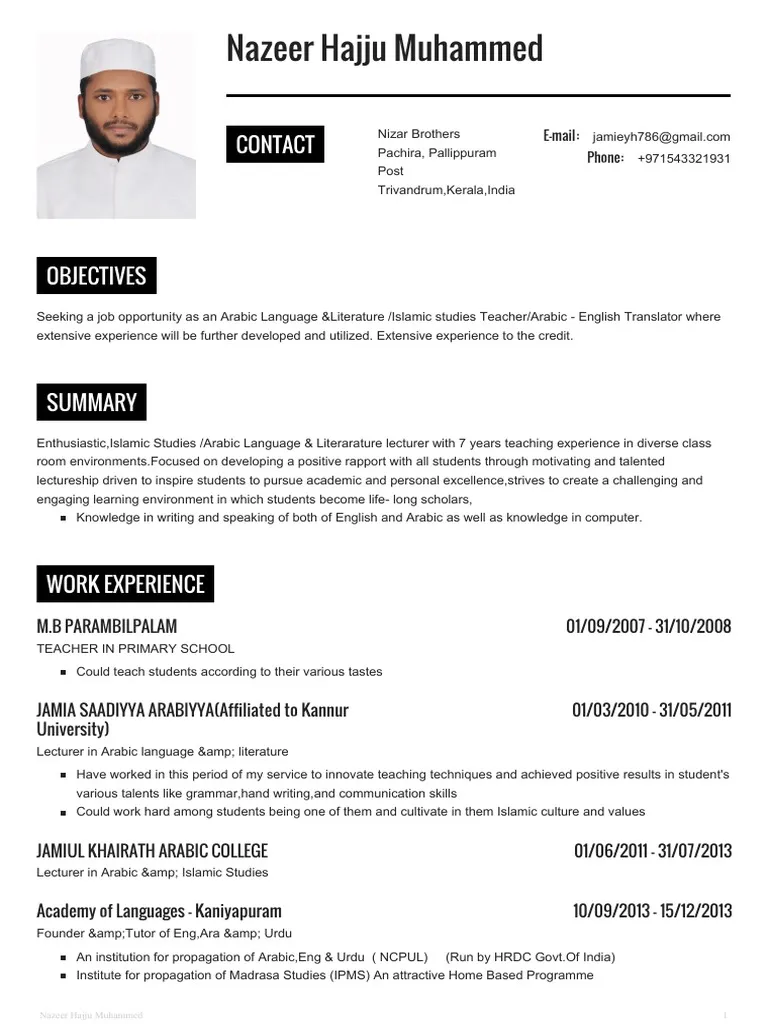 Nazeer Hajju Muhammed
CONTACT
Nizar Brothers
Pachira, Pallippuram
Post
Trivandrum,Kerala,India
E-mail: jamieyh786@gmail.com
Phone: +971543321931
OBJECTIVES
Seeking a job opportunity as an Arabic Language &Literature /Islamic studies Teacher/Arabic - English Translator where
extensive experience will be further developed and utilized. Extensive experience to the credit.
SUMMARY
Enthusiastic,Islamic Studies /Arabic Language & Literarature lecturer with 7 years teaching experience in diverse class
room environments.Focused on developing a positive rapport with all students through motivating and talented
lectureship driven to inspire students to pursue academic and personal excellence,strives to create a challenging and
engaging learning environment in which students become life- long scholars,
Knowledge in writing and speaking of both of English and Arabic as well as knowledge in computer.
WORK EXPERIENCE
M.B PARAMBILPALAM 01/09/2007 - 31/10/2008
TEACHER IN PRIMARY SCHOOL
Could teach students according to their various tastes
JAMIA SAADIYYA ARABIYYA(Affiliated to Kannur 01/03/2010 - 31/05/2011
University)
Lecturer in Arabic language &amp; literature
Have worked in this period of my service to innovate teaching techniques and achieved positive results in student's
various talents like grammar,hand writing,and communication skills
Could work hard among students being one of them and cultivate in them Islamic culture and values
JAMIUL KHAIRATH ARABIC COLLEGE 01/06/2011 - 31/07/2013
Lecturer in Arabic &amp; Islamic Studies
Academy of Languages - Kaniyapuram 10/09/2013 - 15/12/2013
Founder &amp;Tutor of Eng,Ara &amp; Urdu
An institution for propagation of Arabic,Eng & Urdu ( NCPUL) (Run by HRDC Govt.Of India)
Institute for propagation of Madrasa Studies (IPMS) An attractive Home Based Programme
Nazeer Hajju Muhammed 1